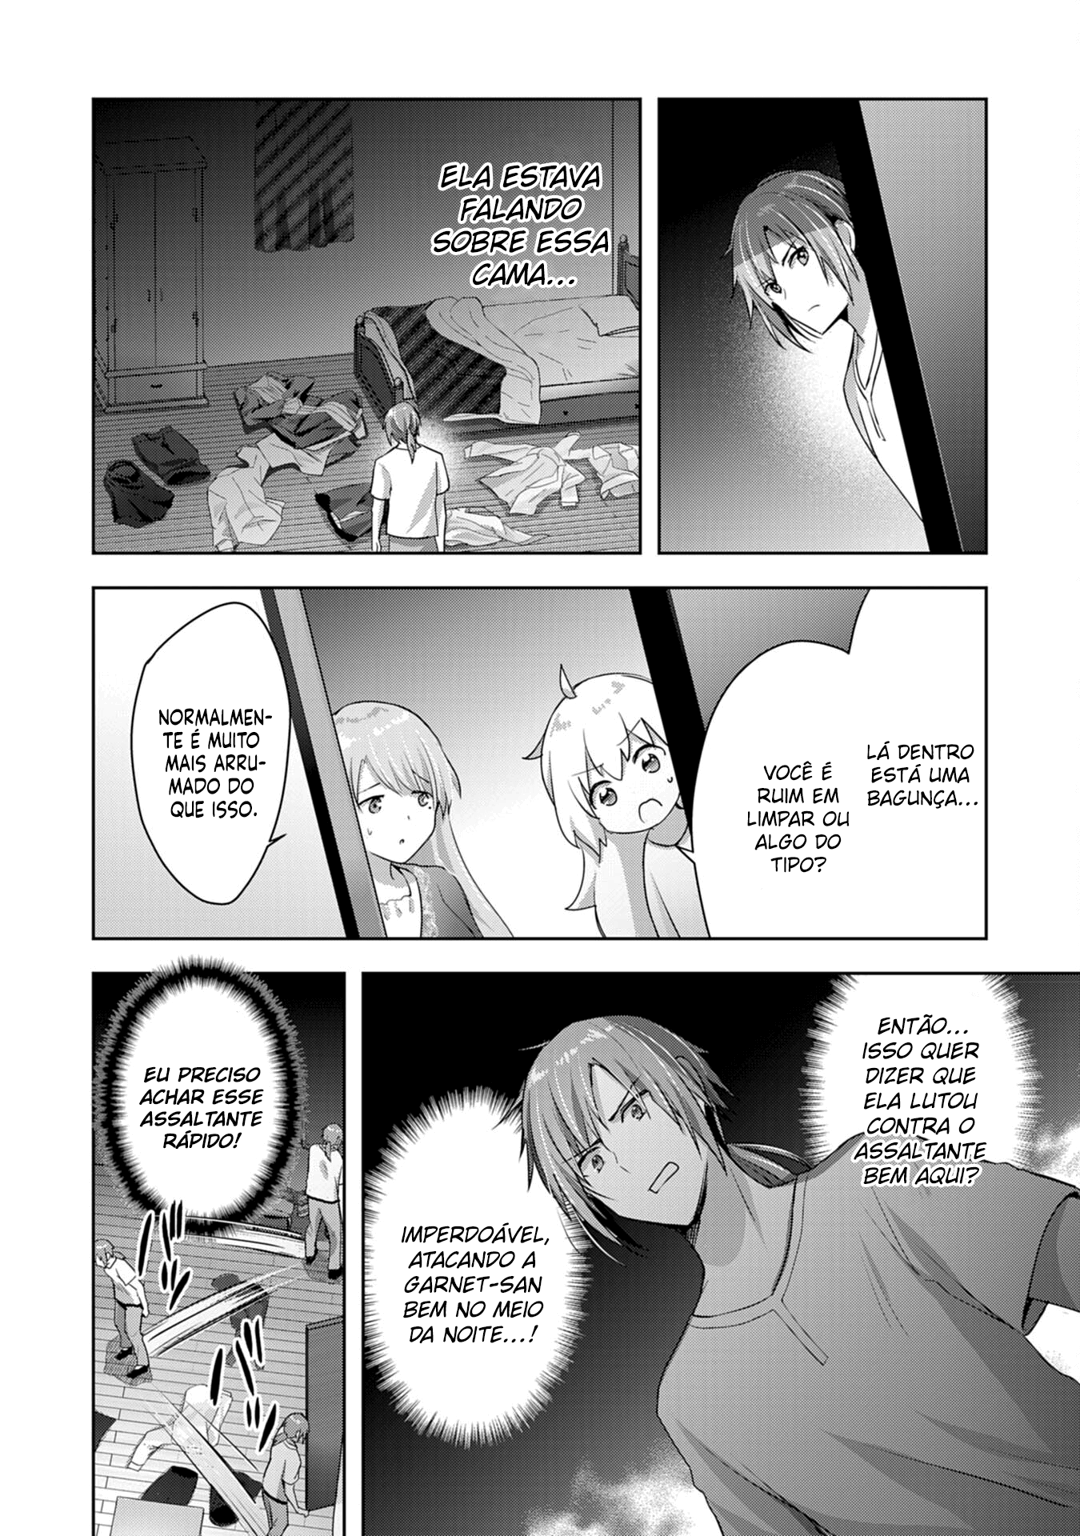 ELA ESTAVA
FALANDO
SOBRE ESSA
CAMA...
LÁ DENTRO
ESTÁ UMA
BAGUNÇA...
VOCÊ É
RUIM EM
LIMPAR OU
ALGO DO
TIPO?
NORMALMEN-
TE É MUITO
MAIS ARRU-
MADO DO
QUE ISSO.
ENTÃO...
ISSO QUER
DIZER QUE
ELA LUTOU
CONTRA O
ASSALTANTE
BEM AQUI?
IMPERDOÁVEL,
ATACANDO A
GARNET-SAN
BEM NO MEIO
DA NOITE...!
EU PRECISO
ACHAR ESSE
ASSALTANTE
RÁPIDO!